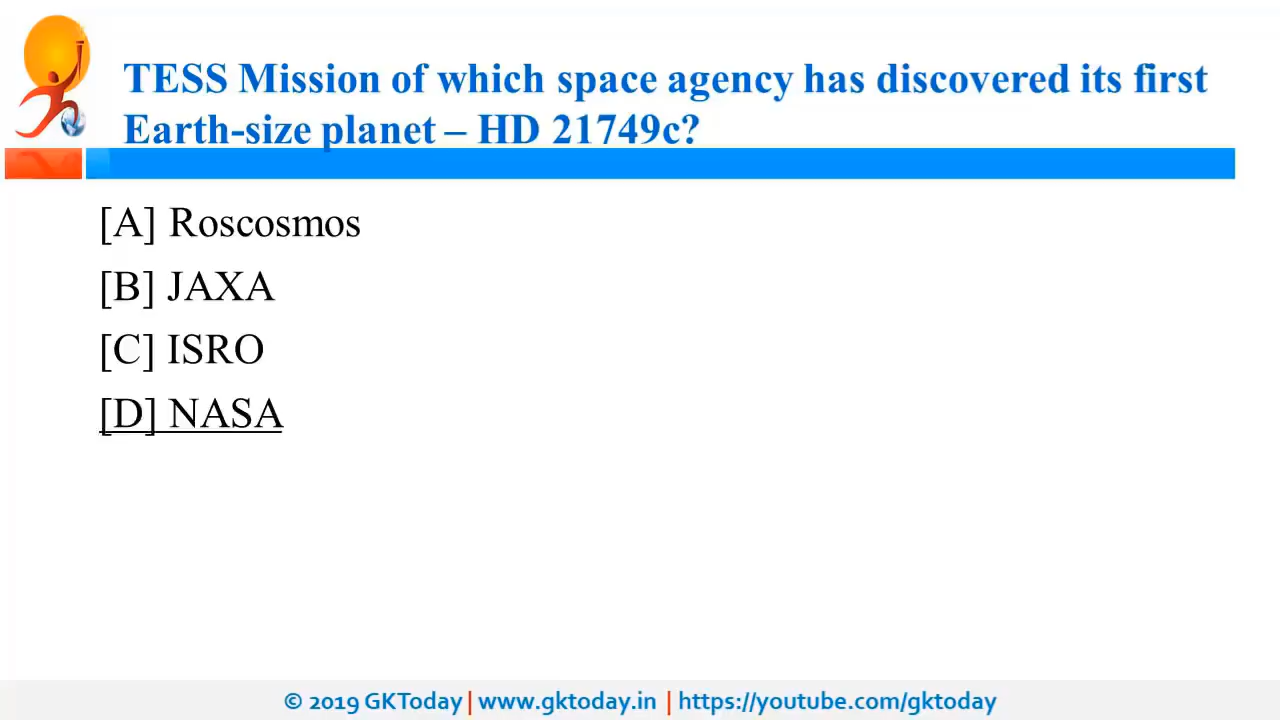 TESS Mission of which space agency has discovered its first
Earth-size planet – HD 21749c?
[A] Roscosmos
[B] JAXA
[C] ISRO
[D] NASA
© 2019 GKToday | www.gktoday.in | https://youtube.com/gktoday